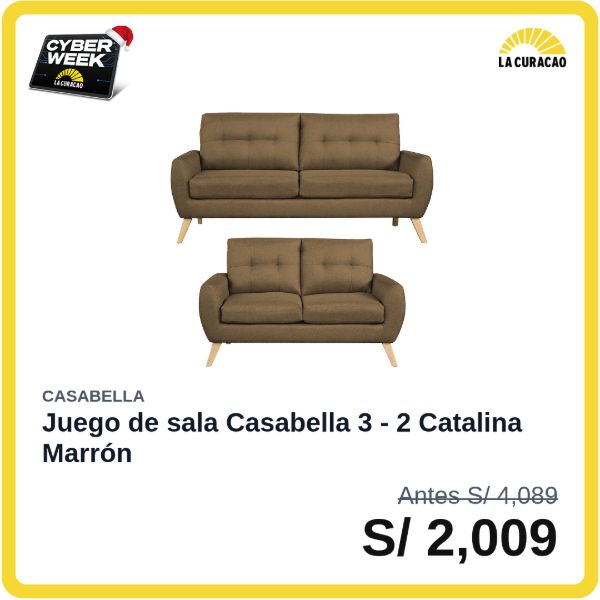 CYBER
WEEK
LA CURACAO
LA CURACAO
CASABELLA
Juego de sala Casabella 3 - 2 Catalina
Marrón
Antes S/ 4,089
S/ 2,009